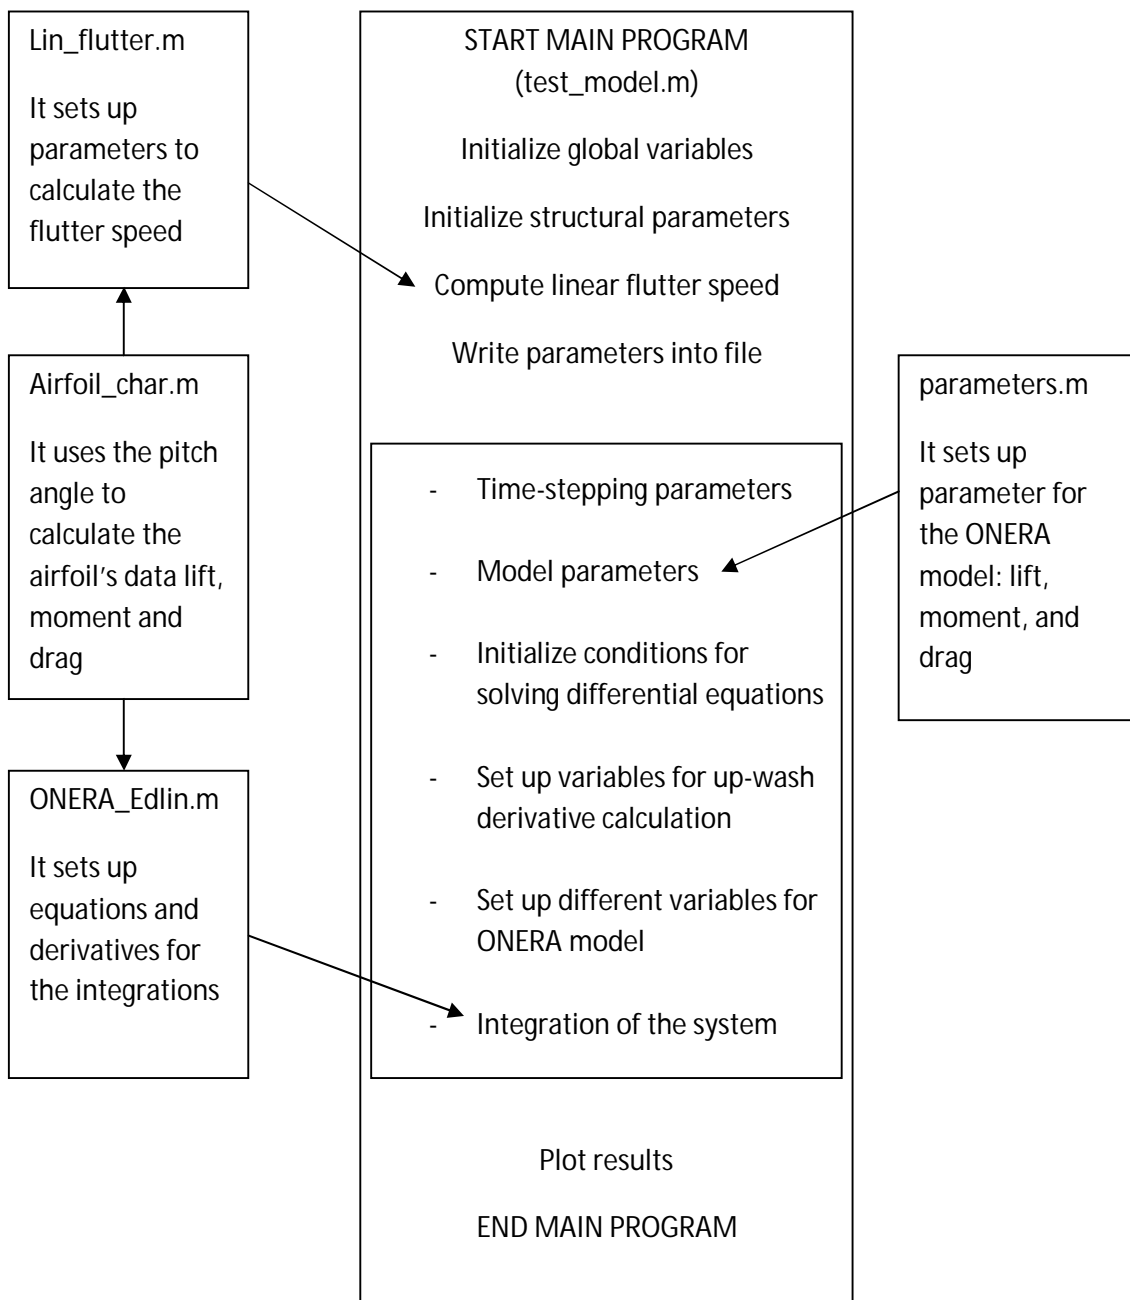 Lin_flutter.m
It sets up
parameters to
calculate the
flutter speed
Airfoil_char.m
It uses the pitch
angle to
calculate the
airfoil's data lift,
moment and
drag
ONERA_Edlin.m
It sets up
equations and
derivatives for
the integrations
START MAIN PROGRAM
(test_model.m)
Initialize global variables
Initialize structural parameters
Compute linear flutter speed
Write parameters into file
- Time-stepping parameters
- Model parameters
- Initialize conditions for
solving differential equations
- Set up variables for up-wash
derivative calculation
- Set up different variables for
ONERA model
- Integration of the system
Plot results
END MAIN PROGRAM
parameters.m
It sets up
parameter for
the ONERA
model: lift,
moment, and
drag